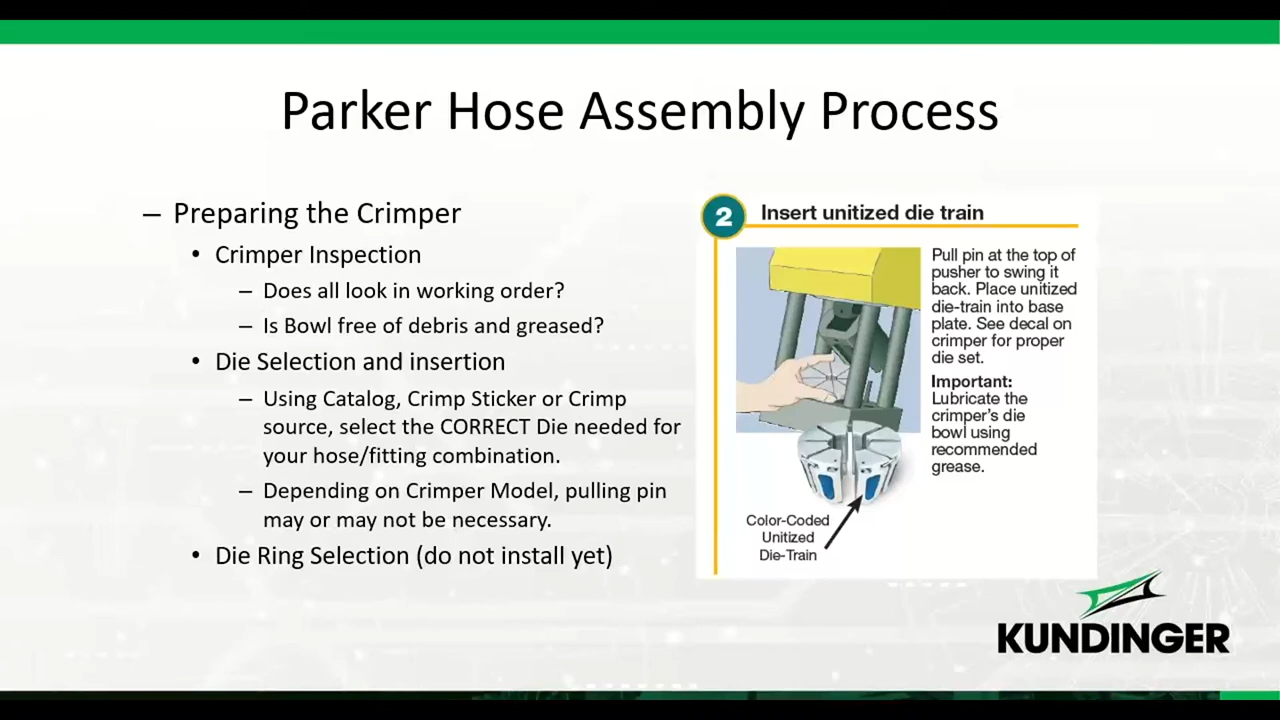 Parker Hose Assembly Process
– Preparing the Crimper
• Crimper Inspection
– Does all look in working order?
– Is Bowl free of debris and greased?
• Die Selection and insertion
– Using Catalog, Crimp Sticker or Crimp
source, select the CORRECT Die needed for
your hose/fitting combination.
– Depending on Crimper Model, pulling pin
may or may not be necessary.
• Die Ring Selection (do not install yet)
2 Insert unitized die train
Pull pin at the top of
pusher to swing it
back. Place unitized
die-train into base
plate. See decal on
crimper for proper
die set.
Important:
Lubricate the
crimper's die
bowl using
recommended
grease.
Color-Coded
Unitized
Die-Train
KUNDINGER